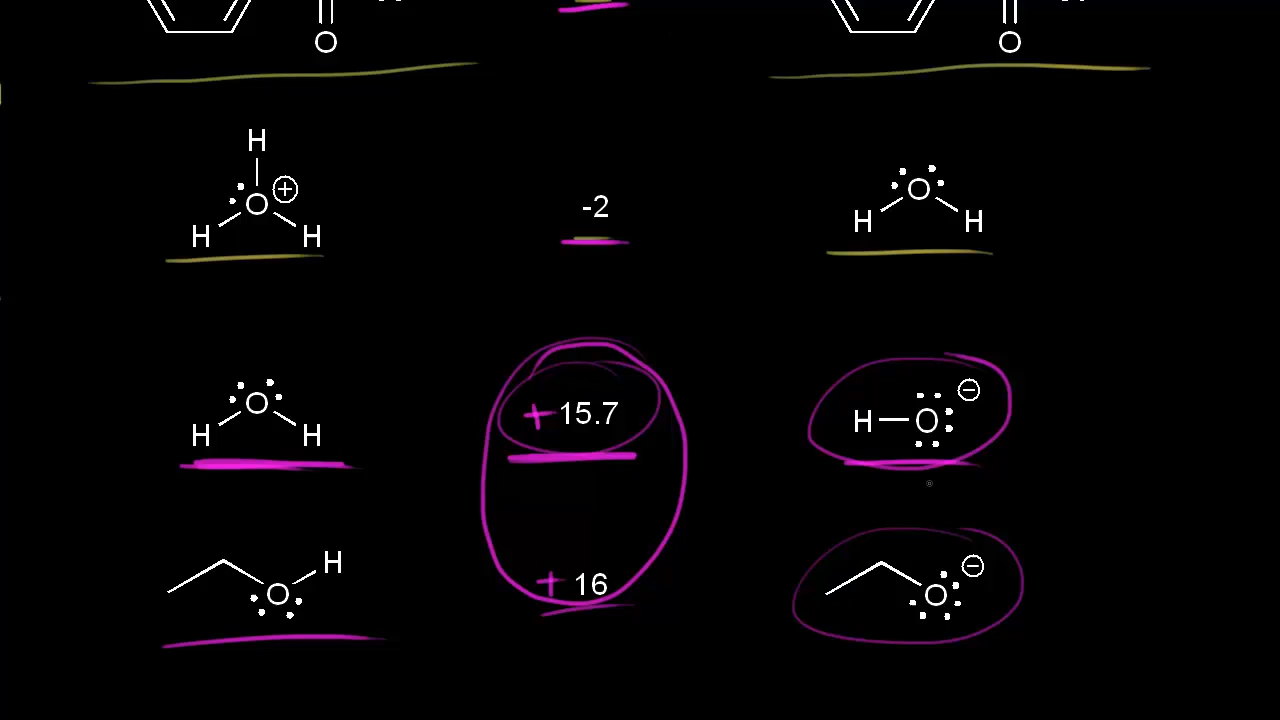 O O
H H
O ⊕ -2 O
H H H H
+ 15.7
O H O ⊖
H H
H
O + 16 O ⊖